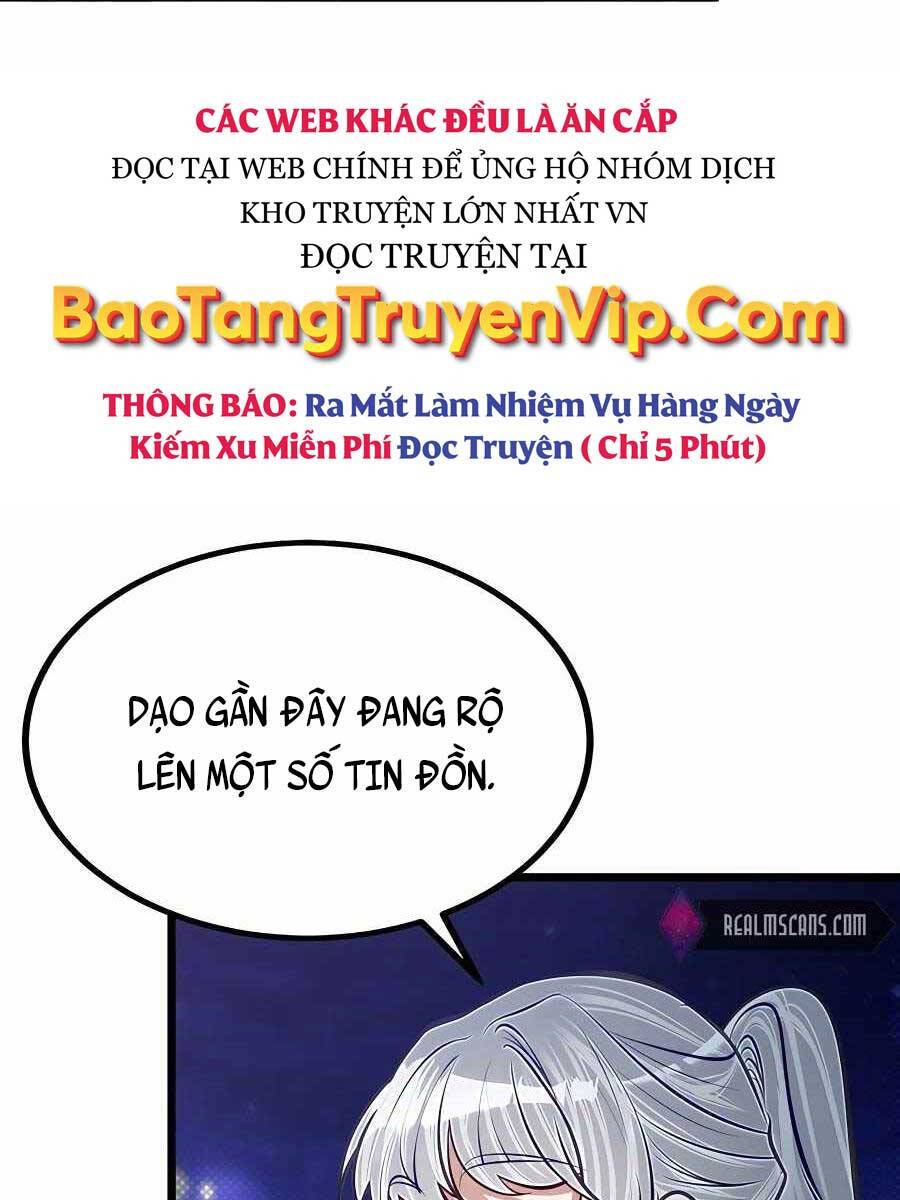 CÁC WEB KHÁC ĐỀU LÀ ĂN CẮP
ĐỌC TẠI WEB CHÍNH ĐỂ ỦNG HỘ NHÓM DỊCH
KHO TRUYỆN LỚN NHẤT VN
ĐỌC TRUYỆN TẠI
BaoTangTruyenVip.Com
THÔNG BÁO: Ra Mắt Làm Nhiệm Vụ Hàng Ngày
Kiếm Xu Miễn Phí Đọc Truyện ( Chỉ 5 Phút)
DẠO GẦN ĐÂY ĐANG RỘ
LÊN MỘT SỐ TIN ĐỒN.
REALMSCANS.COM